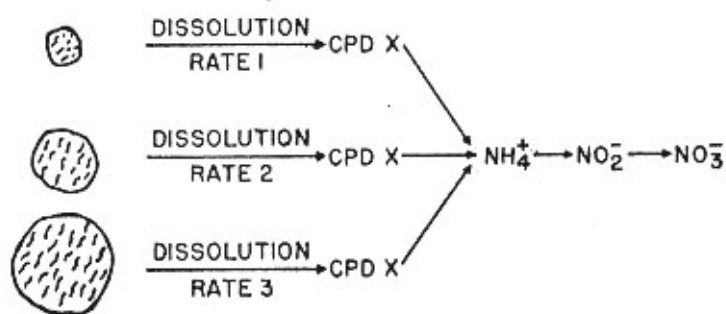 DISSOLUTION
RATE 1
CPD X
DISSOLUTION
RATE 2
CPD X
NH₄⁺ → NO₂⁻ → NO₃⁻
DISSOLUTION
RATE 3
CPD X